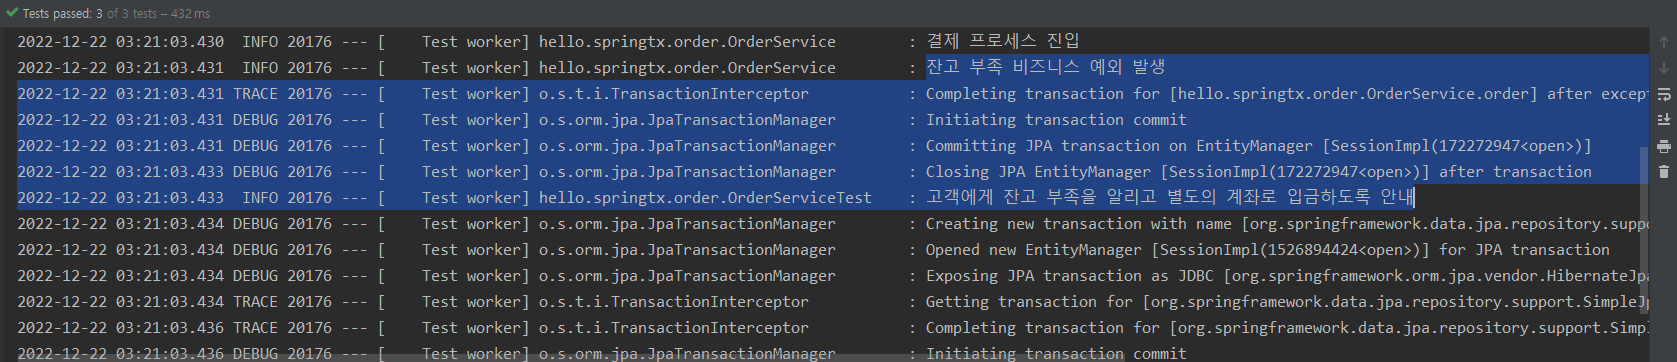 Tests passed: 3 of 3 tests – 432 ms
2022-12-22 03:21:03.430  INFO 20176 --- [    Test worker] hello.springtx.order.OrderService        : 결제 프로세스 진입
2022-12-22 03:21:03.431  INFO 20176 --- [    Test worker] hello.springtx.order.OrderService        : 잔고 부족 비즈니스 예외 발생
2022-12-22 03:21:03.431 TRACE 20176 --- [    Test worker] o.s.t.i.TransactionInterceptor           : Completing transaction for [hello.springtx.order.OrderService.order] after except
2022-12-22 03:21:03.431 DEBUG 20176 --- [    Test worker] o.s.orm.jpa.JpaTransactionManager        : Initiating transaction commit
2022-12-22 03:21:03.431 DEBUG 20176 --- [    Test worker] o.s.orm.jpa.JpaTransactionManager        : Committing JPA transaction on EntityManager [SessionImpl(172272947<open>)]
2022-12-22 03:21:03.433 DEBUG 20176 --- [    Test worker] o.s.orm.jpa.JpaTransactionManager        : Closing JPA EntityManager [SessionImpl(172272947<open>)] after transaction
2022-12-22 03:21:03.433  INFO 20176 --- [    Test worker] hello.springtx.order.OrderServiceTest    : 고객에게 잔고 부족을 알리고 별도의 계좌로 입금하도록 안내
2022-12-22 03:21:03.434 DEBUG 20176 --- [    Test worker] o.s.orm.jpa.JpaTransactionManager        : Creating new transaction with name [org.springframework.data.jpa.repository.supp
2022-12-22 03:21:03.434 DEBUG 20176 --- [    Test worker] o.s.orm.jpa.JpaTransactionManager        : Opened new EntityManager [SessionImpl(1526894424<open>)] for JPA transaction
2022-12-22 03:21:03.434 DEBUG 20176 --- [    Test worker] o.s.orm.jpa.JpaTransactionManager        : Exposing JPA transaction as JDBC [org.springframework.orm.jpa.vendor.HibernateJpa
2022-12-22 03:21:03.434 TRACE 20176 --- [    Test worker] o.s.t.i.TransactionInterceptor           : Getting transaction for [org.springframework.data.jpa.repository.support.SimpleJp
2022-12-22 03:21:03.436 TRACE 20176 --- [    Test worker] o.s.t.i.TransactionInterceptor           : Completing transaction for [org.springframework.data.jpa.repository.support.Simpl
2022-12-22 03:21:03.436 DEBUG 20176 --- [    Test worker] o.s.orm.jpa.JpaTransactionManager        : Initiating transaction commit